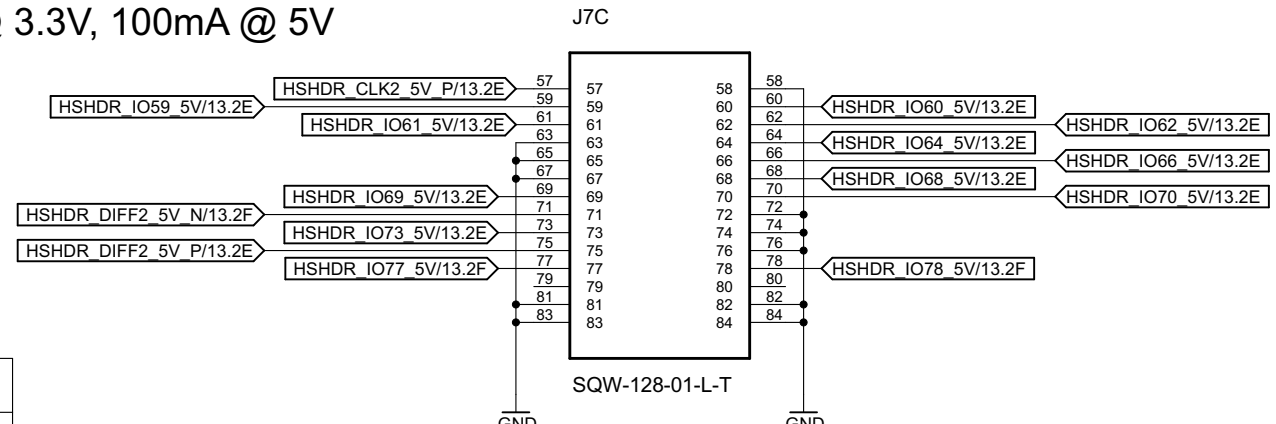 3.3V, 100mA @ 5V
J7C
HSHDR_CLK2_5V_P/13.2E 57 57 58 58
HSHDR_IO59_5V/13.2E 59 59 60 60 HSHDR_IO60_5V/13.2E
HSHDR_IO61_5V/13.2E 61 61 62 62 HSHDR_IO62_5V/13.2E
63 63 64 64 HSHDR_IO64_5V/13.2E
65 65 66 66 HSHDR_IO66_5V/13.2E
67 67 68 68 HSHDR_IO68_5V/13.2E
HSHDR_IO69_5V/13.2E 69 69 70 70 HSHDR_IO70_5V/13.2E
HSHDR_DIFF2_5V_N/13.2F 71 71 72 72
HSHDR_IO73_5V/13.2E 73 73 74 74
HSHDR_DIFF2_5V_P/13.2E 75 75 76 76
HSHDR_IO77_5V/13.2F 77 77 78 78 HSHDR_IO78_5V/13.2F
79 79 80 80
81 81 82 82
83 83 84 84
SQW-128-01-L-T
GND GND